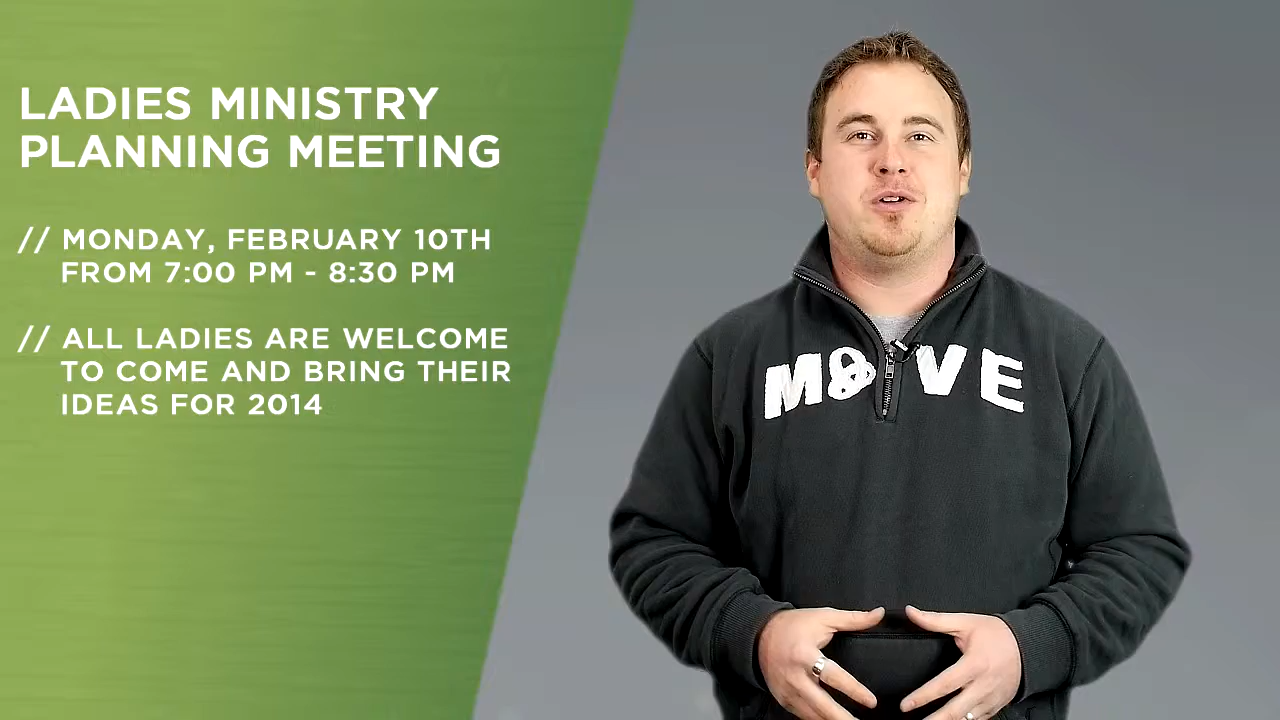 LADIES MINISTRY
PLANNING MEETING
// MONDAY, FEBRUARY 10TH
FROM 7:00 PM - 8:30 PM
// ALL LADIES ARE WELCOME
TO COME AND BRING THEIR
IDEAS FOR 2014
MOVE